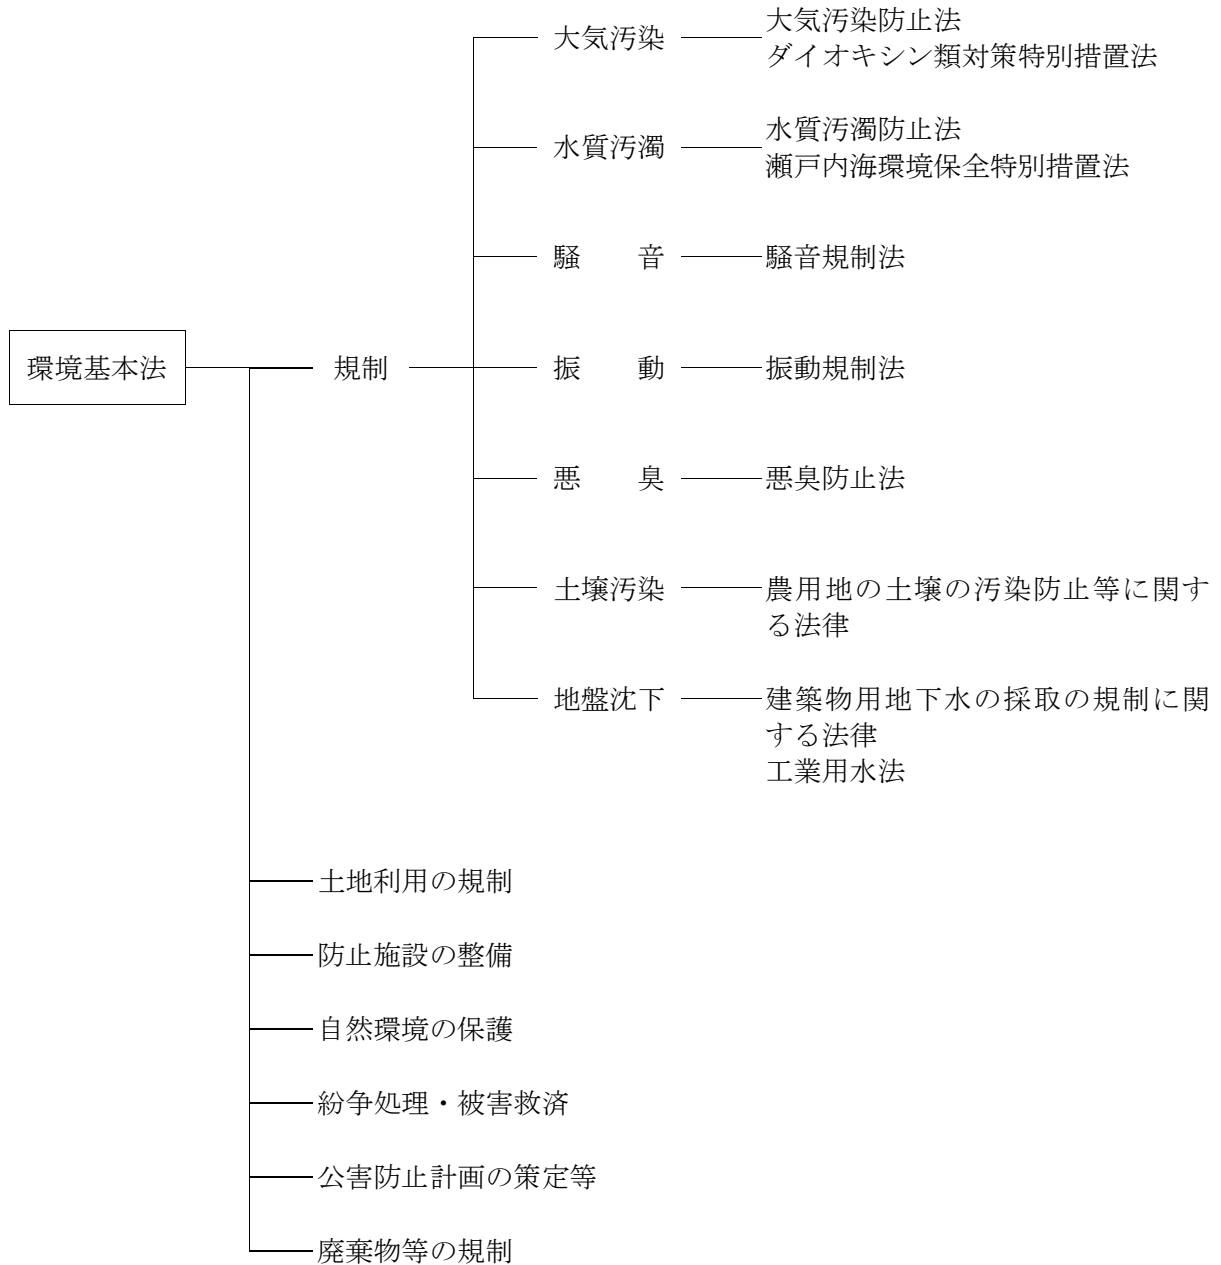 大気汚染
大気汚染防止法
ダイオキシン類対策特別措置法
水質汚濁
水質汚濁防止法
瀬戸内海環境保全特別措置法
騒　　音
騒音規制法
環境基本法
規制
振　　動
振動規制法
悪　　臭
悪臭防止法
土壌汚染
農用地の土壌の汚染防止等に関す
る法律
地盤沈下
建築物用地下水の採取の規制に関
する法律
工業用水法
土地利用の規制
防止施設の整備
自然環境の保護
紛争処理・被害救済
公害防止計画の策定等
廃棄物等の規制